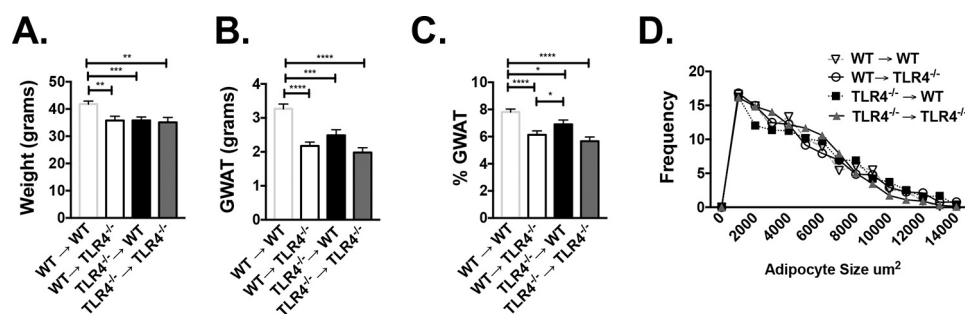 A.
Weight (grams)
50
40
30
20
10
0
**
***
**
WT → WT
WT → TLR4-/-
TLR4-/- → WT
TLR4-/- → TLR4-/-
B.
GWAT (grams)
4
3
2
1
0
****
***
****
WT → WT
WT → TLR4-/-
TLR4-/- → WT
TLR4-/- → TLR4-/-
C.
% GWAT
10
8
6
4
2
0
****
*
****
*
WT → WT
WT → TLR4-/-
TLR4-/- → WT
TLR4-/- → TLR4-/-
D.
WT → WT
WT → TLR4-/-
TLR4-/- → WT
TLR4-/- → TLR4-/
Frequency
20
15
10
5
0
0
2000
4000
6000
8000
10000
12000
14000
Adipocyte Size um2